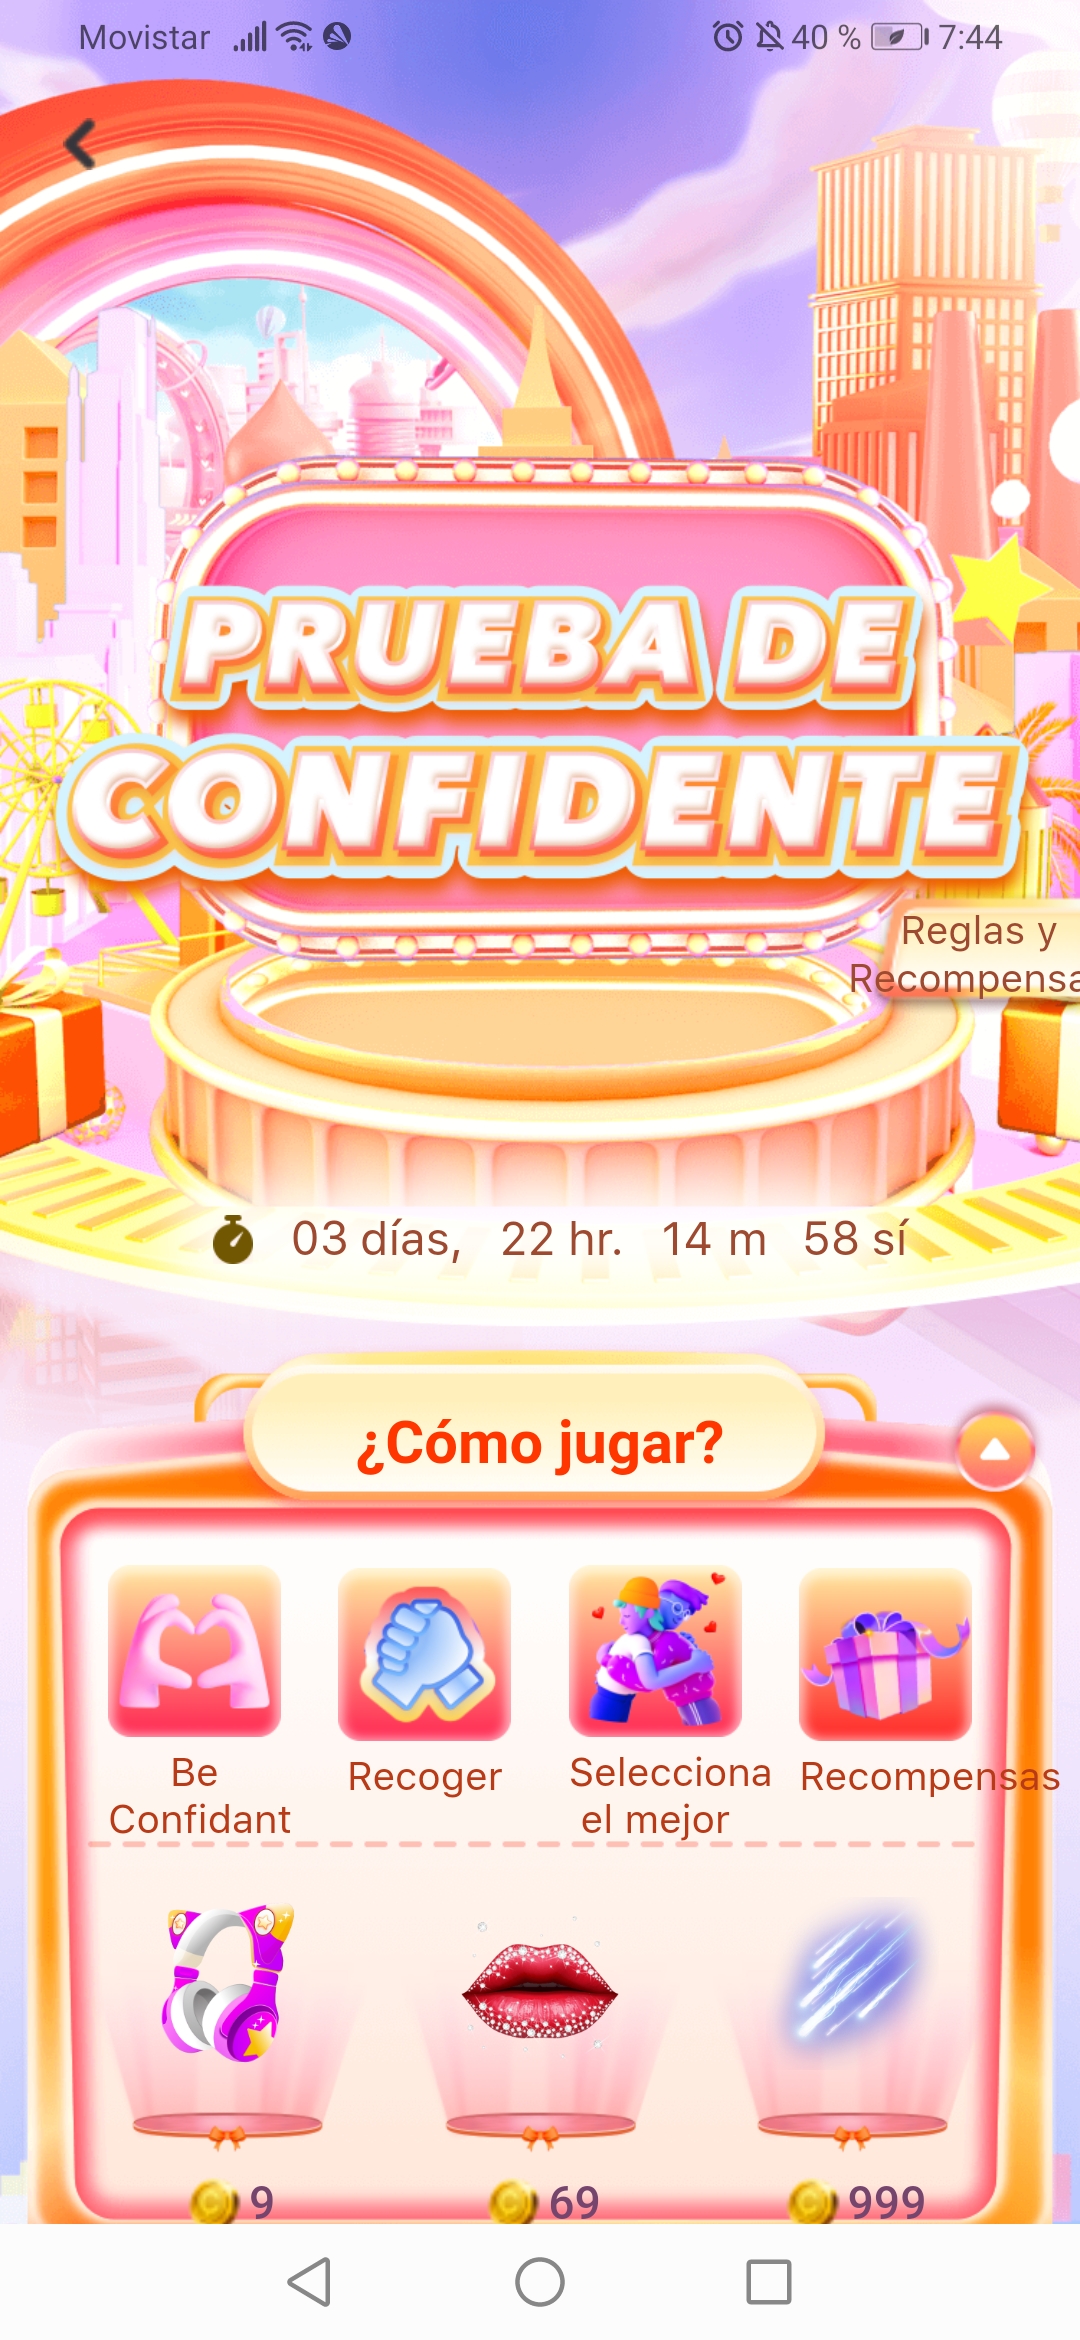 Movistar 40 % 7:44
PRUEBA DE
CONFIDENTE
Reglas y
Recompensa
03 días, 22 hr. 14 m 58 sí
¿Cómo jugar?
Be
Confidant
Recoger
Selecciona
el mejor
Recompensas
9 69 999